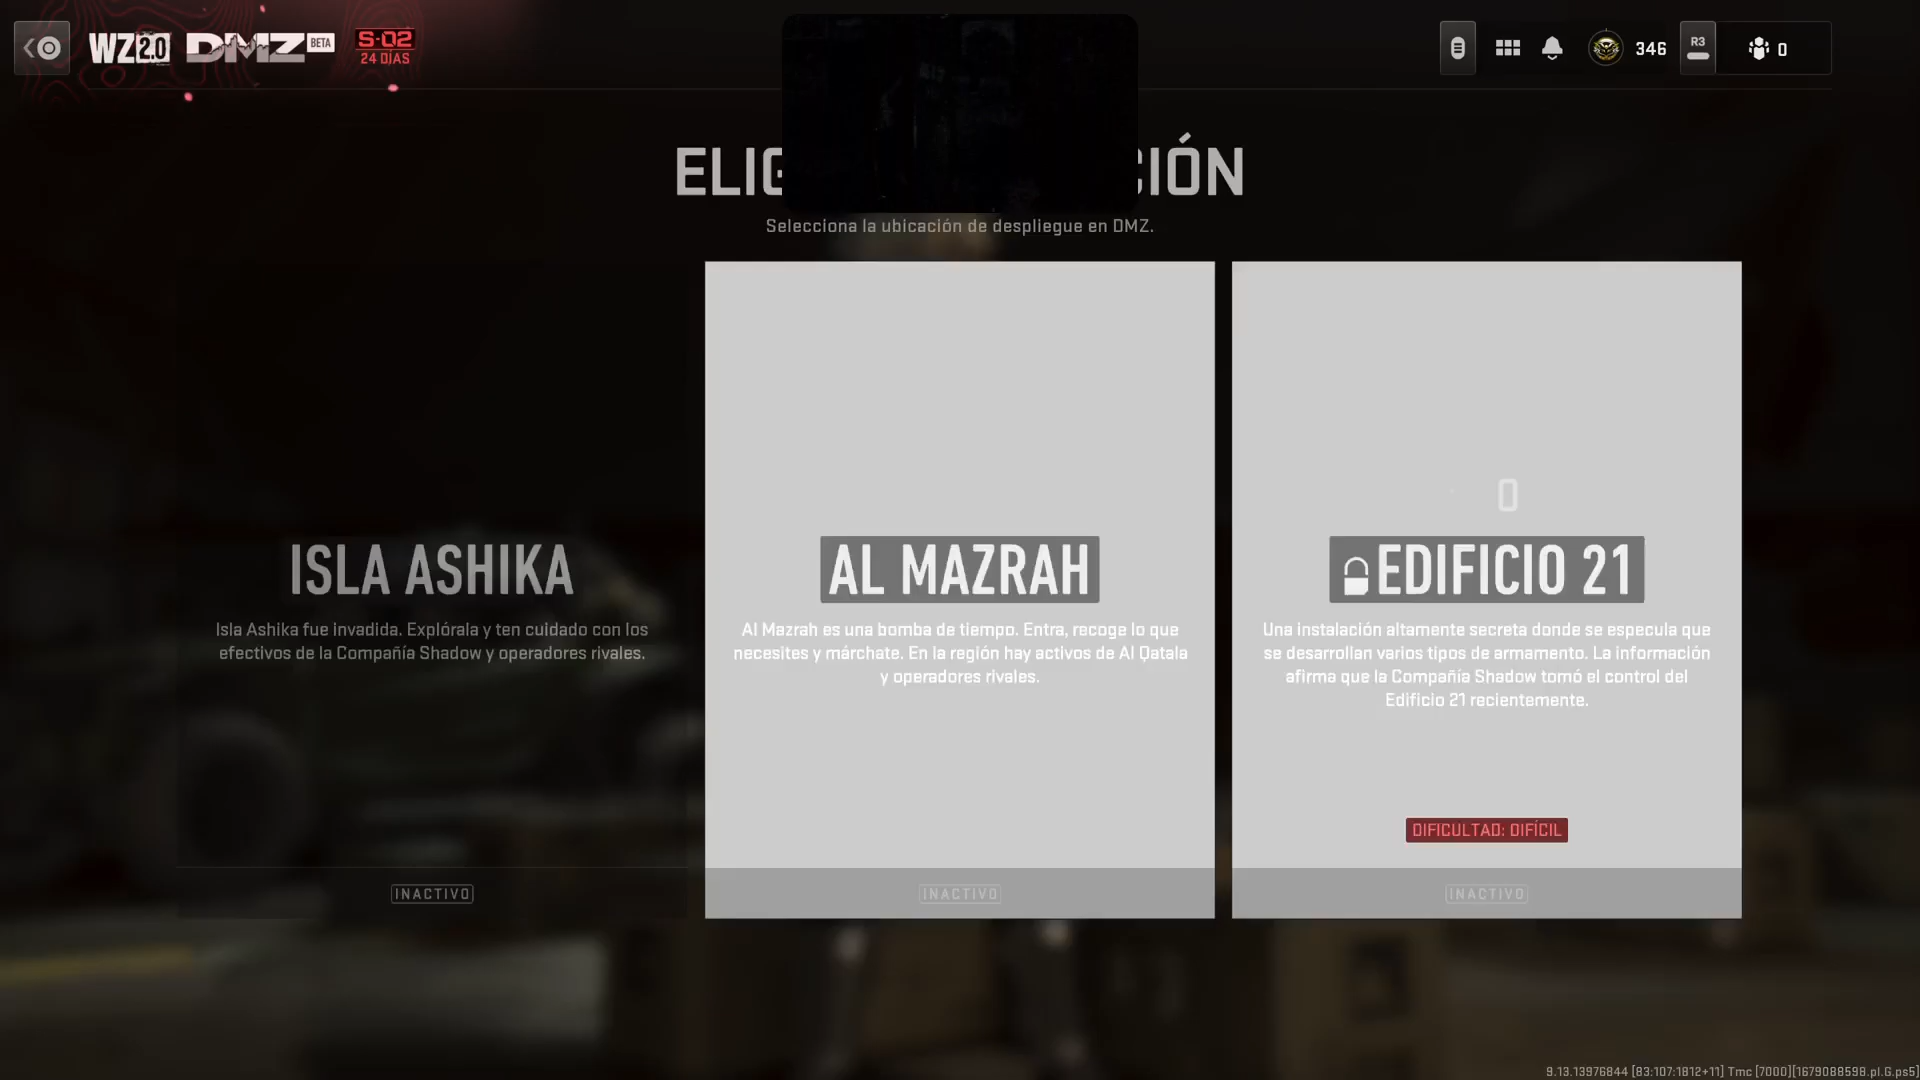 WZ2.0 DMZ BETA S-02
24 DÍAS
346
R3
0
Selecciona la ubicación de despliegue en DMZ.
ISLA ASHIKA
Isla Ashika fue invadida. Explórala y ten cuidado con los
efectivos de la Compañía Shadow y operadores rivales.
INACTIVO
AL MAZRAH
Al Mazrah es una bomba de tiempo. Entra, recoge lo que
necesites y márchate. En la región hay activos de Al Qatala
y operadores rivales.
INACTIVO
0
EDIFICIO 21
Una instalación altamente secreta donde se especula que
se desarrollan varios tipos de armamento. La información
afirma que la Compañía Shadow tomó el control del
Edificio 21 recientemente.
DIFICULTAD: DIFÍCIL
INACTIVO
9.13.13976844 [83:107:1812+11] Tmc [7000][1679088598.pl.G.ps5]